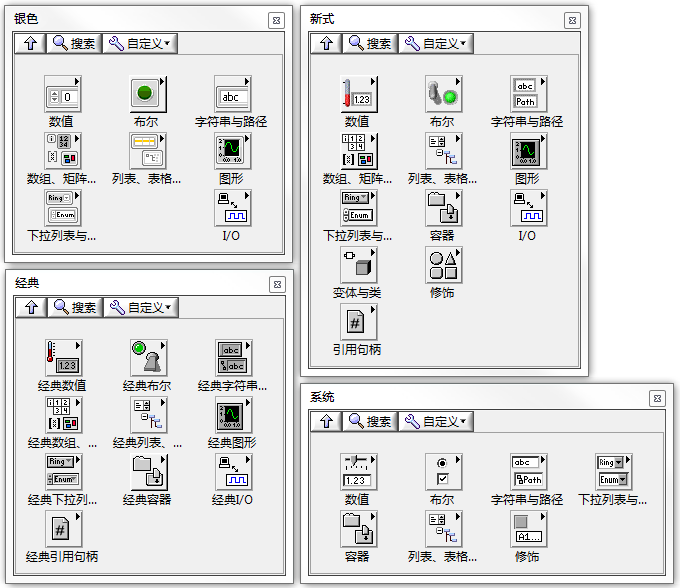 银色
搜索 自定义
0
数值 布尔 字符串与路径
abc
数组、矩阵... 列表、表格... 图形
Ring
Enum
下拉列表与... I/O
新式
搜索 自定义
1.23
abc
Path
数值 布尔 字符串与路径
数组、矩阵... 列表、表格... 图形
Ring
Enum
下拉列表与... 容器 I/O
变体与类 修饰
#
引用句柄
经典
搜索 自定义
1.23
abc
abc
经典数值 经典布尔 经典字符串...
经典数组、... 经典列表、... 经典图形
Ring
Enum
经典下拉列... 经典容器 经典I/O
#
经典引用句柄
系统
搜索 自定义
1.23
abc
Path
Ring
Enum
数值 布尔 字符串与路径 下拉列表与...
A1...
容器 列表、表格... 修饰